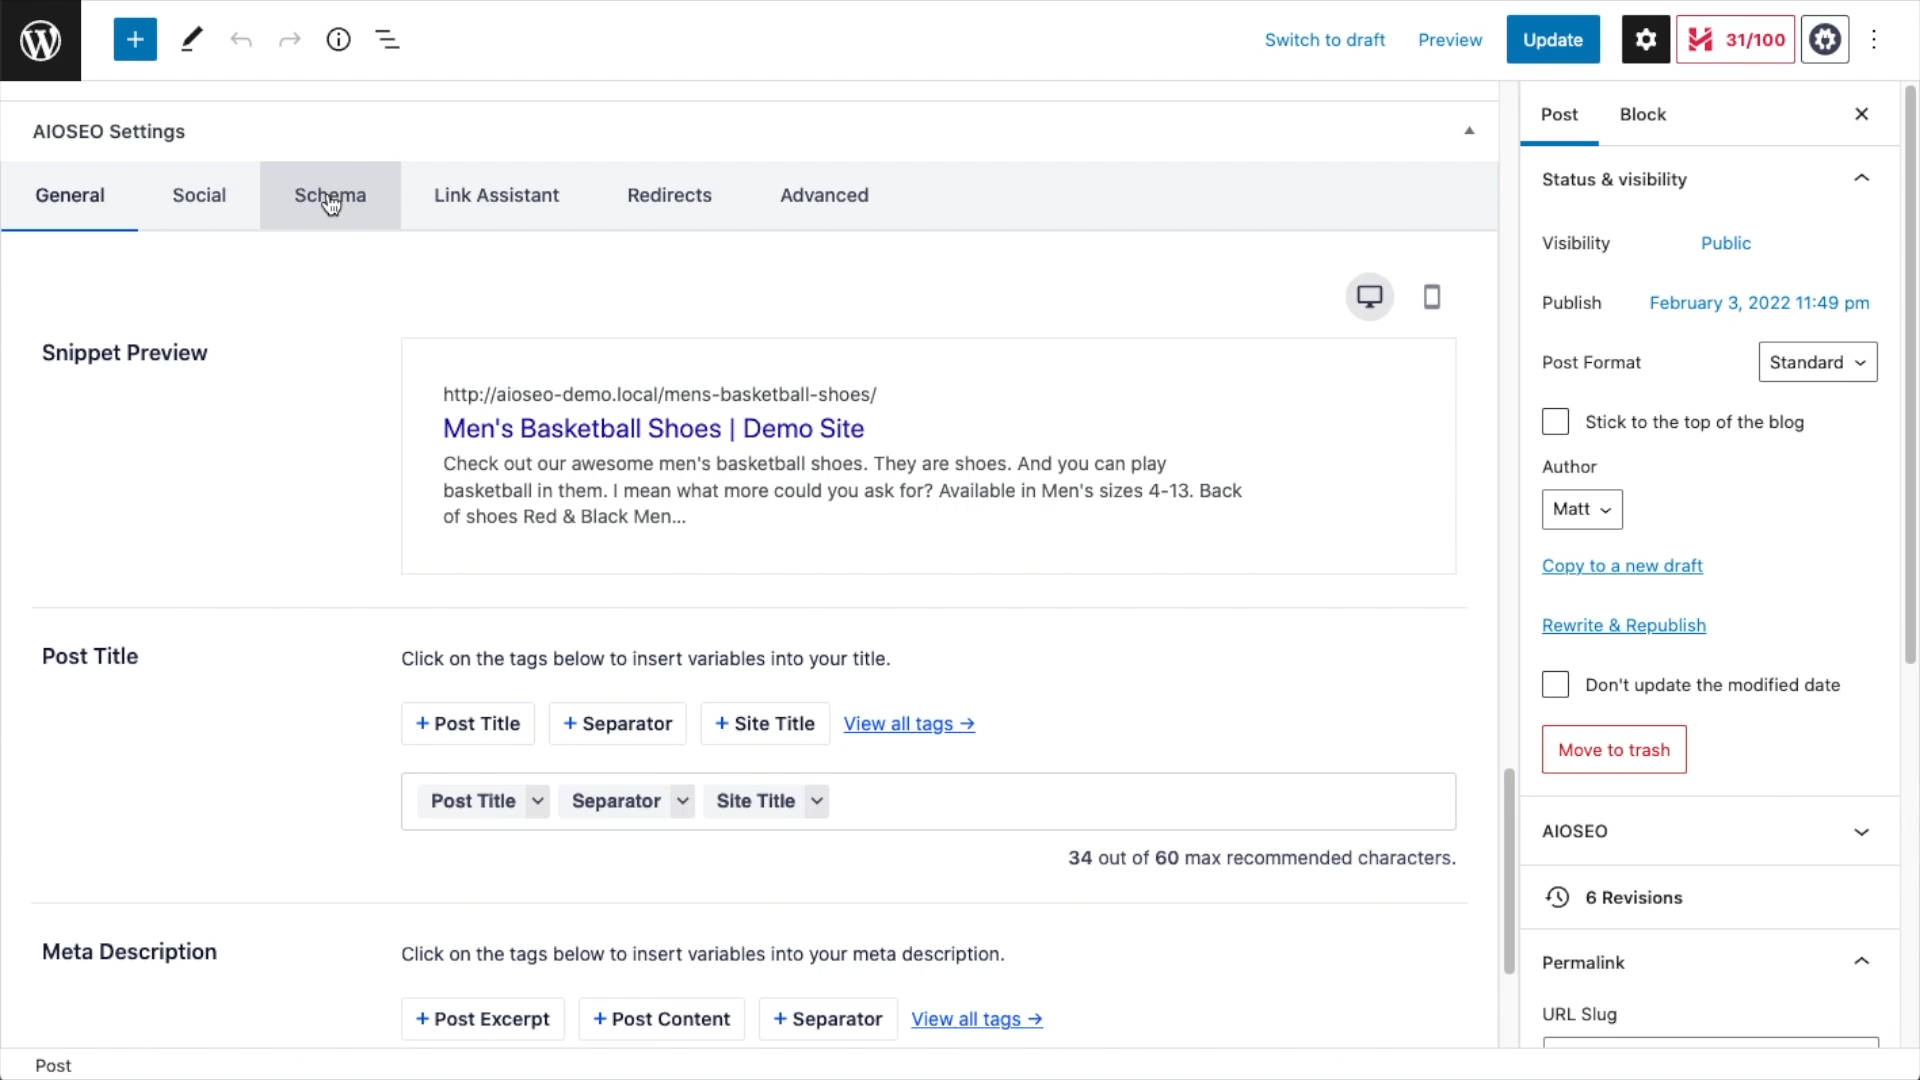 Switch to draft
Preview
Update
31/100
AIOSEO Settings
General
Social
Schema
Link Assistant
Redirects
Advanced
Snippet Preview
http://aioseo-demo.local/mens-basketball-shoes/
Men's Basketball Shoes | Demo Site
Check out our awesome men's basketball shoes. They are shoes. And you can play
basketball in them. I mean what more could you ask for? Available in Men's sizes 4-13. Back
of shoes Red & Black Men...
Post Title
Click on the tags below to insert variables into your title.
+ Post Title
+ Separator
+ Site Title
View all tags →
Post Title
Separator
Site Title
34 out of 60 max recommended characters.
Meta Description
Click on the tags below to insert variables into your meta description.
+ Post Excerpt
+ Post Content
+ Separator
View all tags →
Post
Post
Block
Status & visibility
Visibility
Public
Publish
February 3, 2022 11:49 pm
Post Format
Standard
Stick to the top of the blog
Author
Matt
Copy to a new draft
Rewrite & Republish
Don't update the modified date
Move to trash
AIOSEO
6 Revisions
Permalink
URL Slug